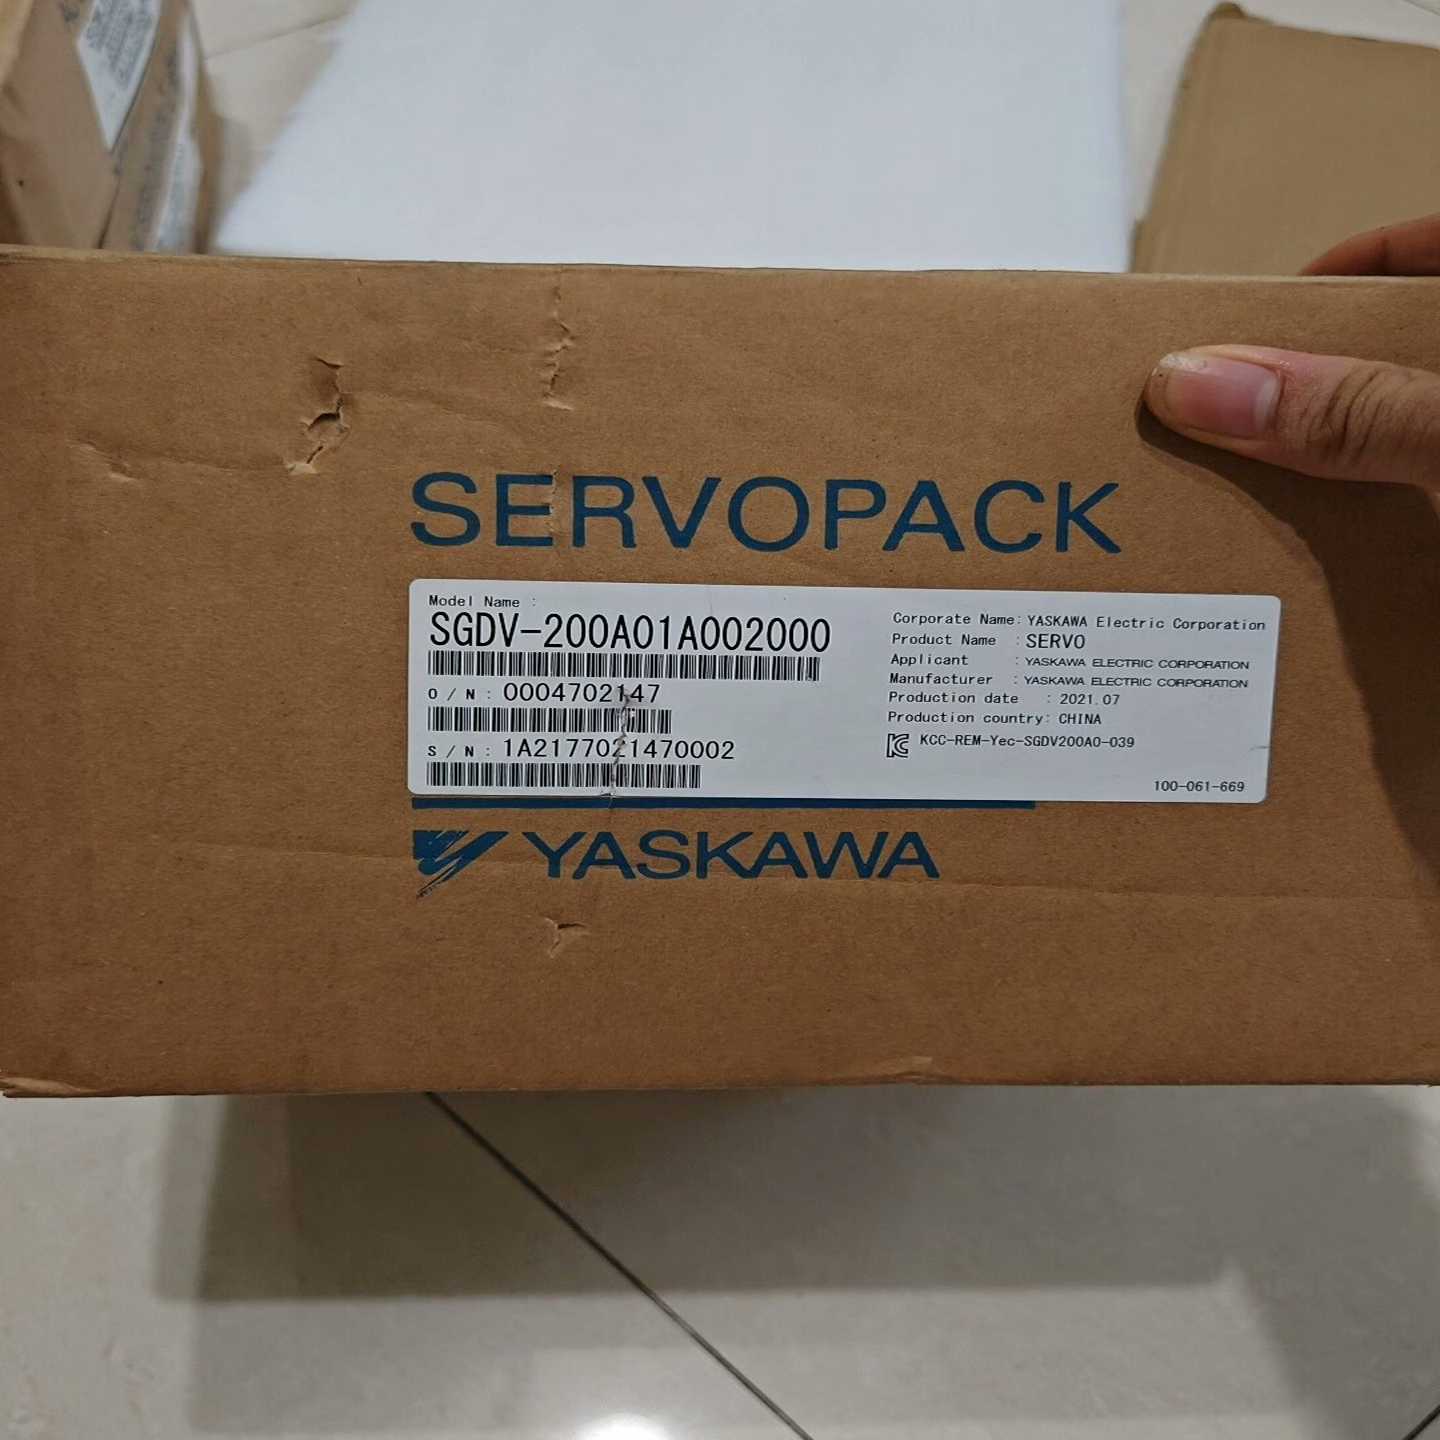 SERVOPACK
Model Name :
SGDV-200A01A002000
O / N : 0004702147
S / N : 1A2177021470002
Corporate Name: YASKAWA Electric Corporation
Product Name : SERVO
Applicant : YASKAWA ELECTRIC CORPORATION
Manufacturer : YASKAWA ELECTRIC CORPORATION
Production date : 2021.07
Production country: CHINA
KCC-REM-Yec-SGDV200A0-039
100-061-669
YASKAWA